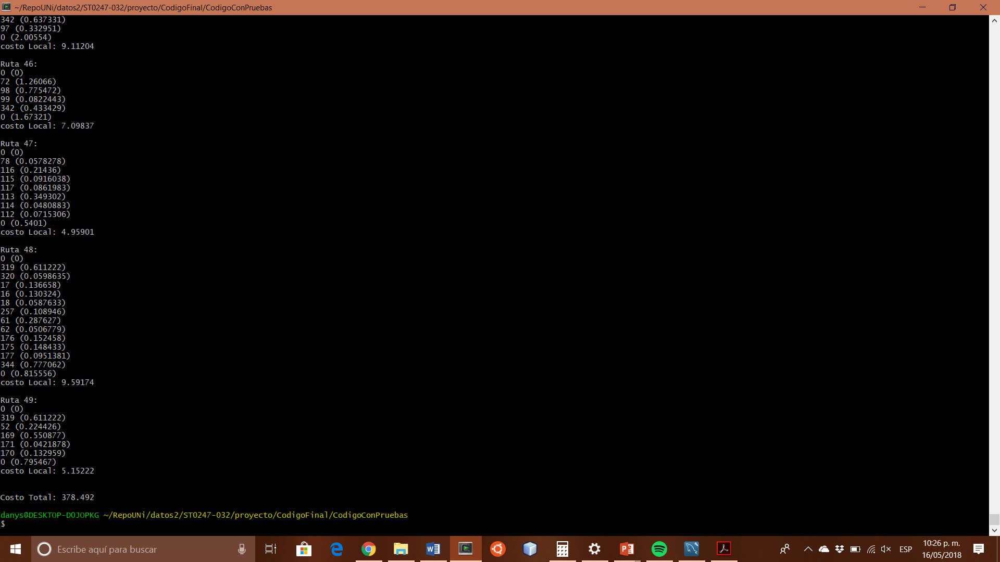 ~/RepoUNi/datos2/ST0247-032/proyecto/CodigoFinal/CodigoConPruebas
342 (0.637331)
97 (0.332951)
0 (2.00554)
costo Local: 9.11204
Ruta 46:
0 (0)
72 (1.26066)
98 (0.775472)
99 (0.0822443)
342 (0.433429)
0 (1.67321)
costo Local: 7.09837
Ruta 47:
0 (0)
78 (0.0578278)
116 (0.21436)
115 (0.0916038)
117 (0.0861983)
113 (0.349302)
114 (0.0480883)
112 (0.0715306)
0 (0.5401)
costo Local: 4.95901
Ruta 48:
0 (0)
319 (0.611222)
320 (0.0598635)
17 (0.136658)
16 (0.130324)
18 (0.0587633)
257 (0.108946)
61 (0.287627)
62 (0.0506779)
176 (0.152458)
175 (0.148433)
177 (0.0951381)
344 (0.777062)
0 (0.815556)
costo Local: 9.59174
Ruta 49:
0 (0)
319 (0.611222)
52 (0.224426)
169 (0.550877)
171 (0.0421878)
170 (0.132959)
0 (0.795467)
costo Local: 5.15222
Costo Total: 378.492
danys@DESKTOP-D0JOPKG ~/RepoUNi/datos2/ST0247-032/proyecto/CodigoFinal/CodigoConPruebas
$
Escribe aquí para buscar
ESP
10:26 p. m.
16/05/2018